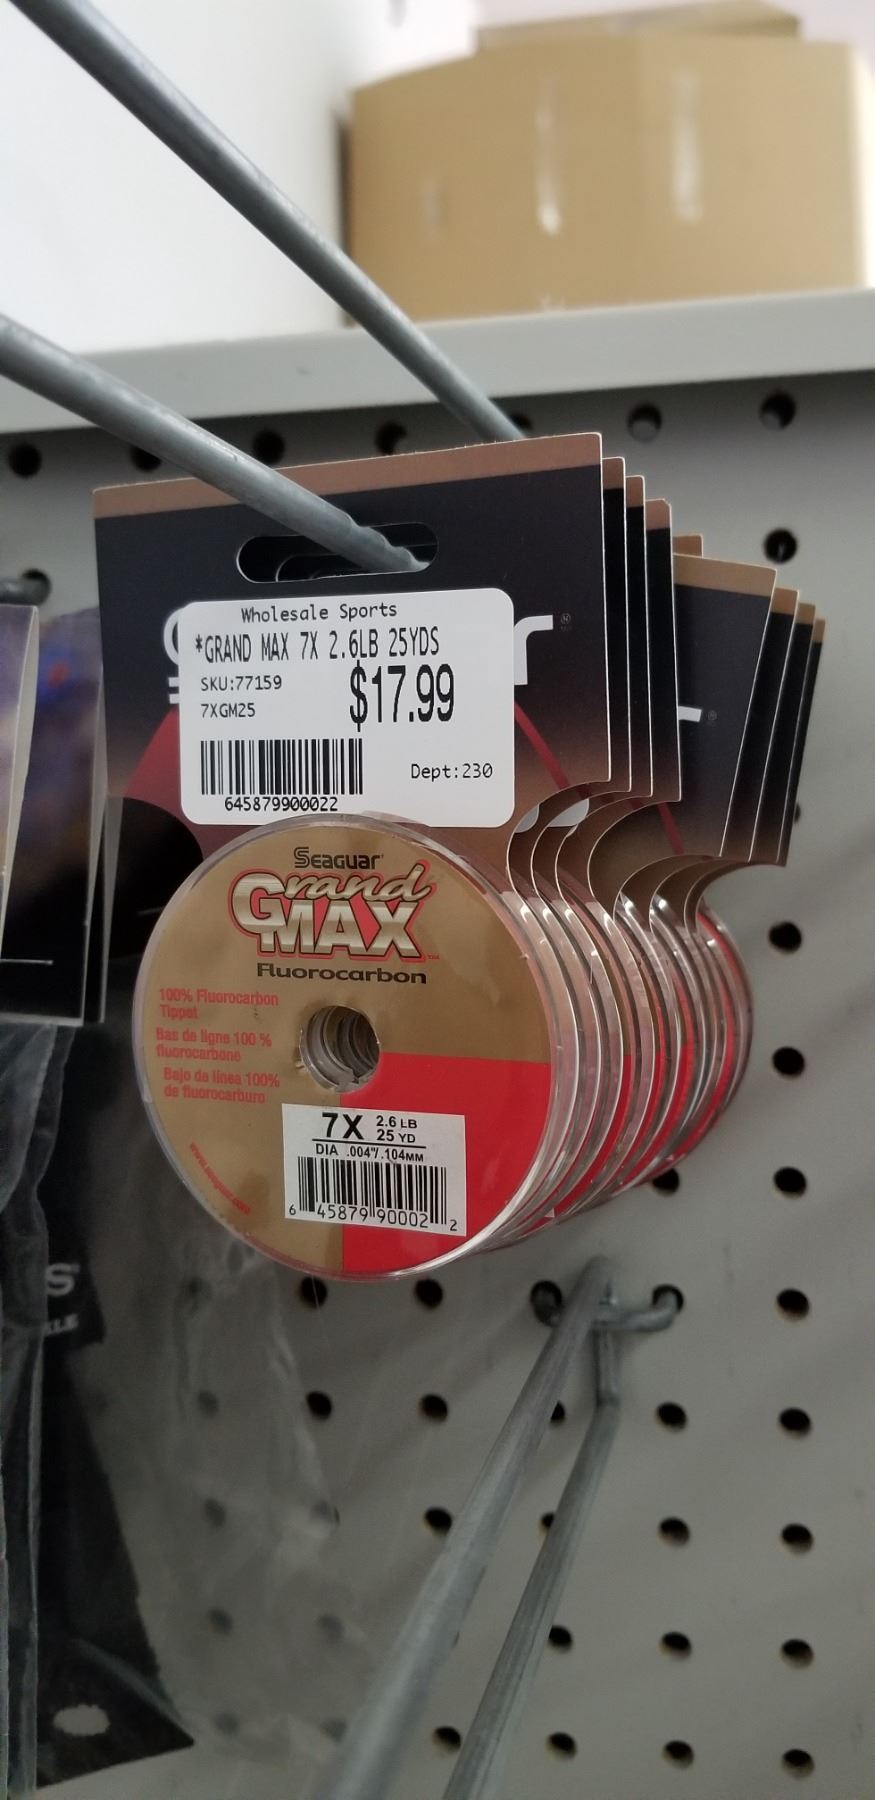 Wholesale Sports
*GRAND MAX 7X 2.6LB 25YDS
SKU:77159
$17.99
7XGM25
Dept:230
645879900022
Seaguar
Grand
MAX™
Fluorocarbon
100% Fluorocarbon
Tippet
Bas de ligne 100 %
fluorocarbone
Bajo de línea 100%
de fluorocarburo
7X 2.6 LB
25 YD
DIA .004"/.104MM
6 45879 90002 2